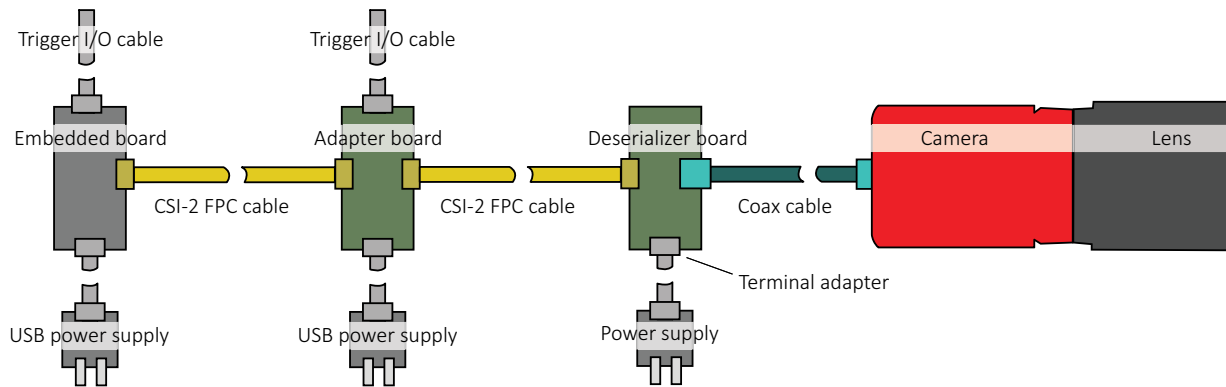 Trigger I/O cable
Trigger I/O cable
Embedded board
Adapter board
Deserializer board
Camera
Lens
CSI-2 FPC cable
CSI-2 FPC cable
Coax cable
Terminal adapter
USB power supply
USB power supply
Power supply